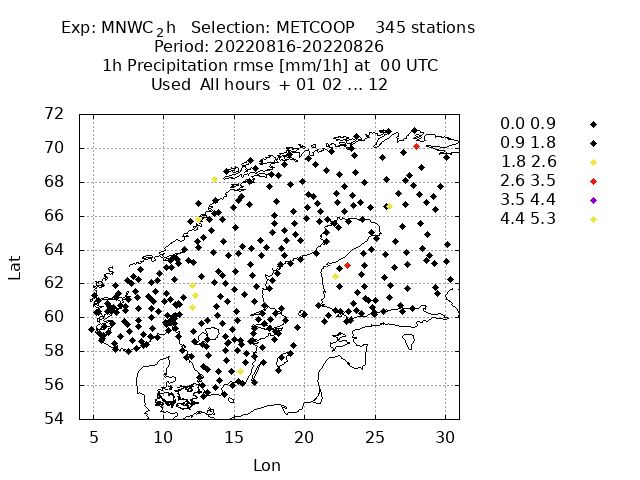 Exp: MNWC2h   Selection: METCOOP    345 stations
Period: 20220816-20220826
1h Precipitation rmse [mm/1h] at  00 UTC
Used  All hours  + 01 02 ... 12
72
70
68
66
64
62
60
58
56
54
Lat
5 10 15 20 25 30
Lon
0.0 0.9
0.9 1.8
1.8 2.6
2.6 3.5
3.5 4.4
4.4 5.3